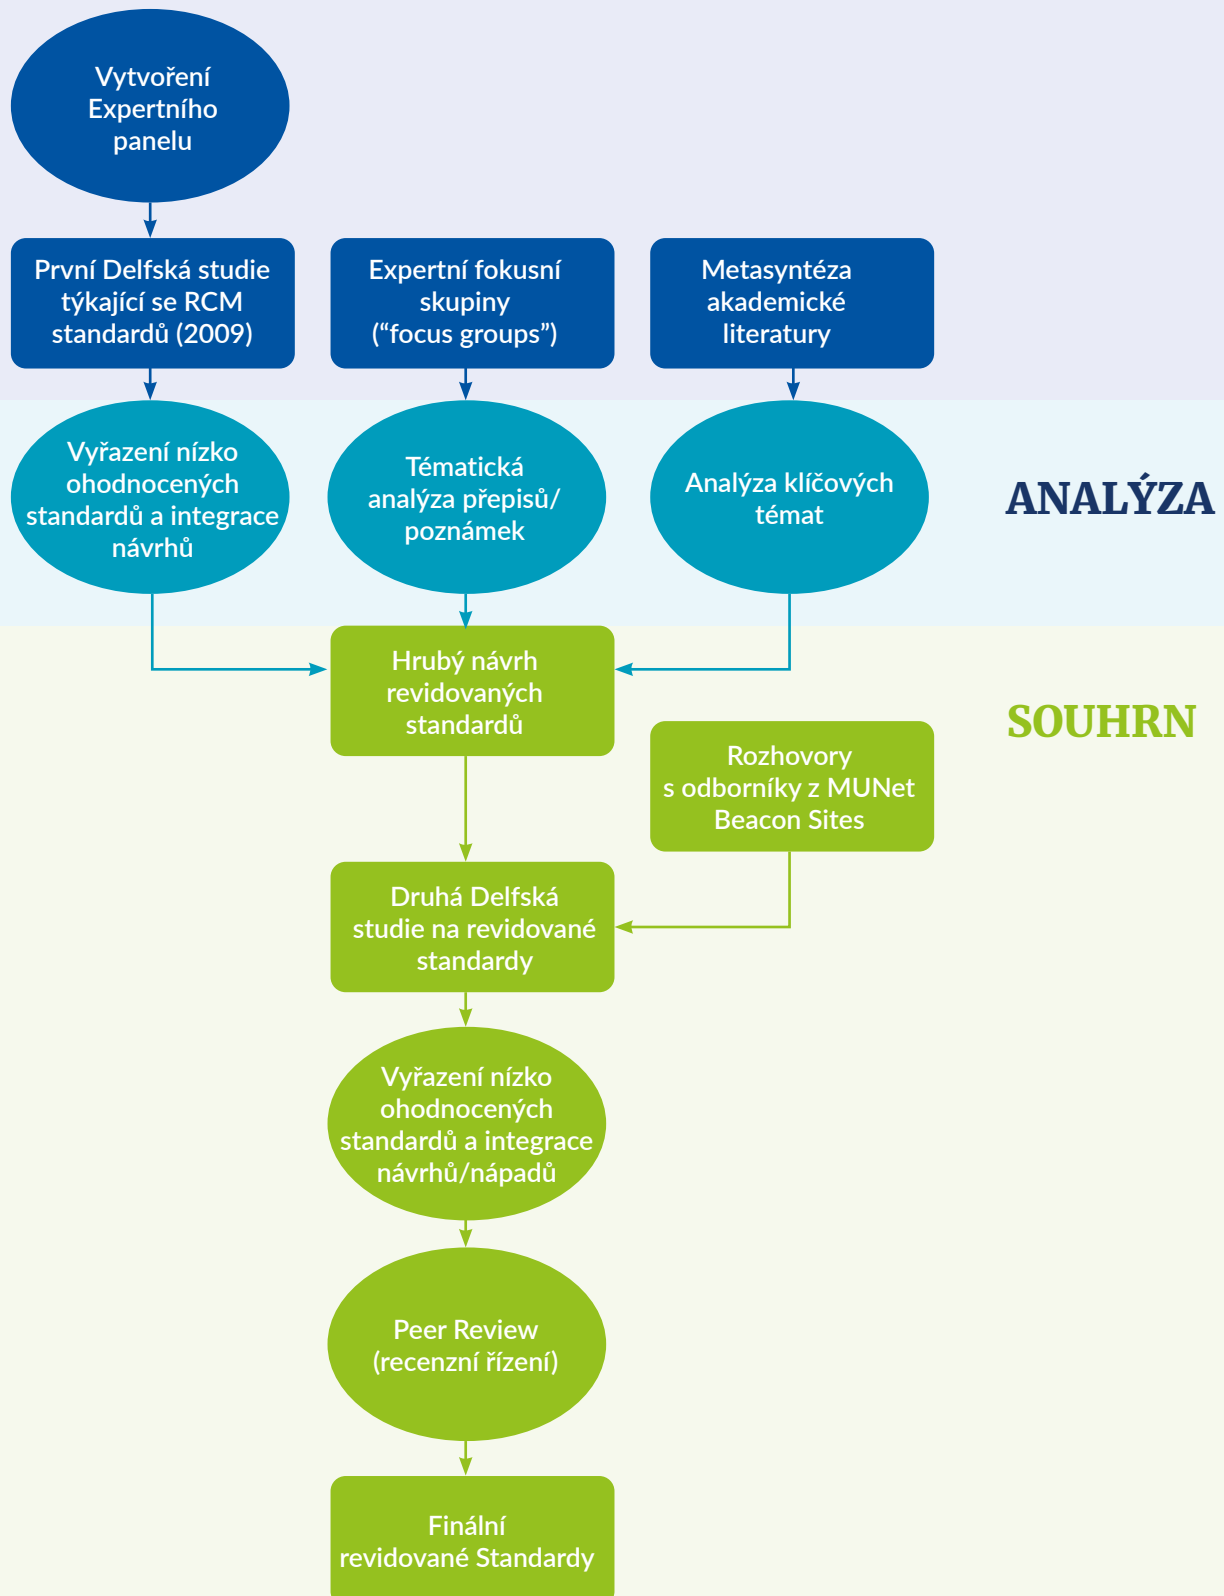 Vytvoření
Expertního
panelu
První Delfská studie
týkající se RCM
standardů (2009)
Expertní fokusní
skupiny
(“focus groups”)
Metasyntéza
akademické
literatury
Vyřazení nízko
ohodnocených
standardů a integrace
návrhů
Tématická
analýza přepisů/
poznámek
Analýza klíčových
témat
ANALÝZA
Hrubý návrh
revidovaných
standardů
SOUHRN
Rozhovory
s odborníky z MUNet
Beacon Sites
Druhá Delfská
studie na revidované
standardy
Vyřazení nízko
ohodnocených
standardů a integrace
návrhů/nápadů
Peer Review
(recenzní řízení)
Finální
revidované Standardy